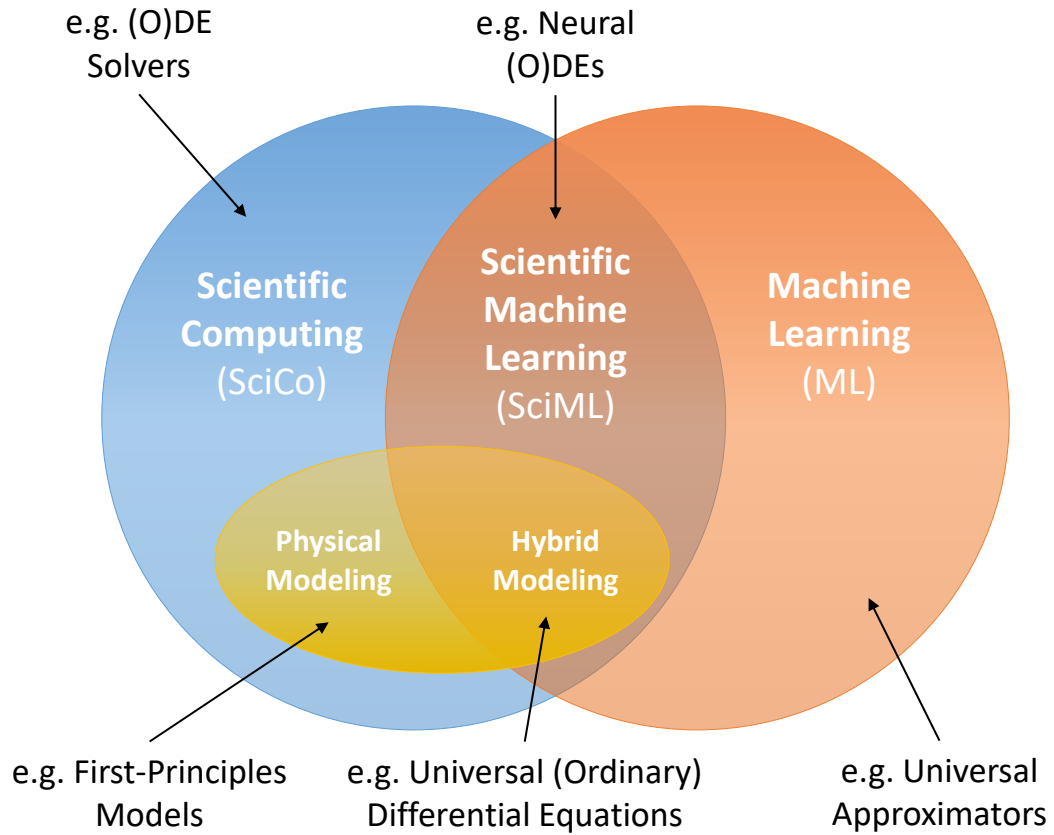 e.g. (O)DE
Solvers
e.g. Neural
(O)DEs
Scientific
Computing
(SciCo)
Scientific
Machine
Learning
(SciML)
Machine
Learning
(ML)
Physical
Modeling
Hybrid
Modeling
e.g. First-Principles
Models
e.g. Universal (Ordinary)
Differential Equations
e.g. Universal
Approximators